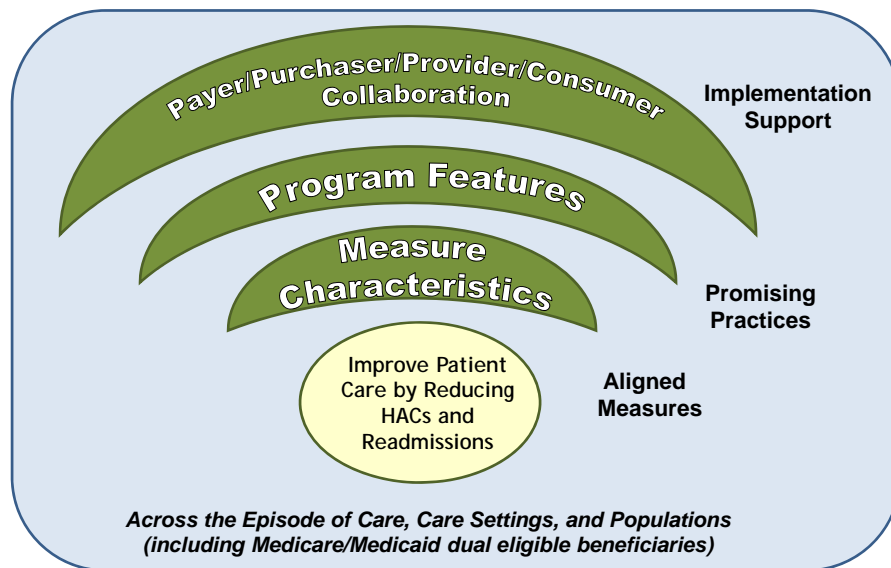 Payer/Purchaser/Provider/Consumer
Collaboration
Implementation
Support
Program Features
Promising
Practices
Measure
Characteristics
Aligned
Measures
Improve Patient
Care by Reducing
HACs and
Readmissions
Across the Episode of Care, Care Settings, and Populations
(including Medicare/Medicaid dual eligible beneficiaries)